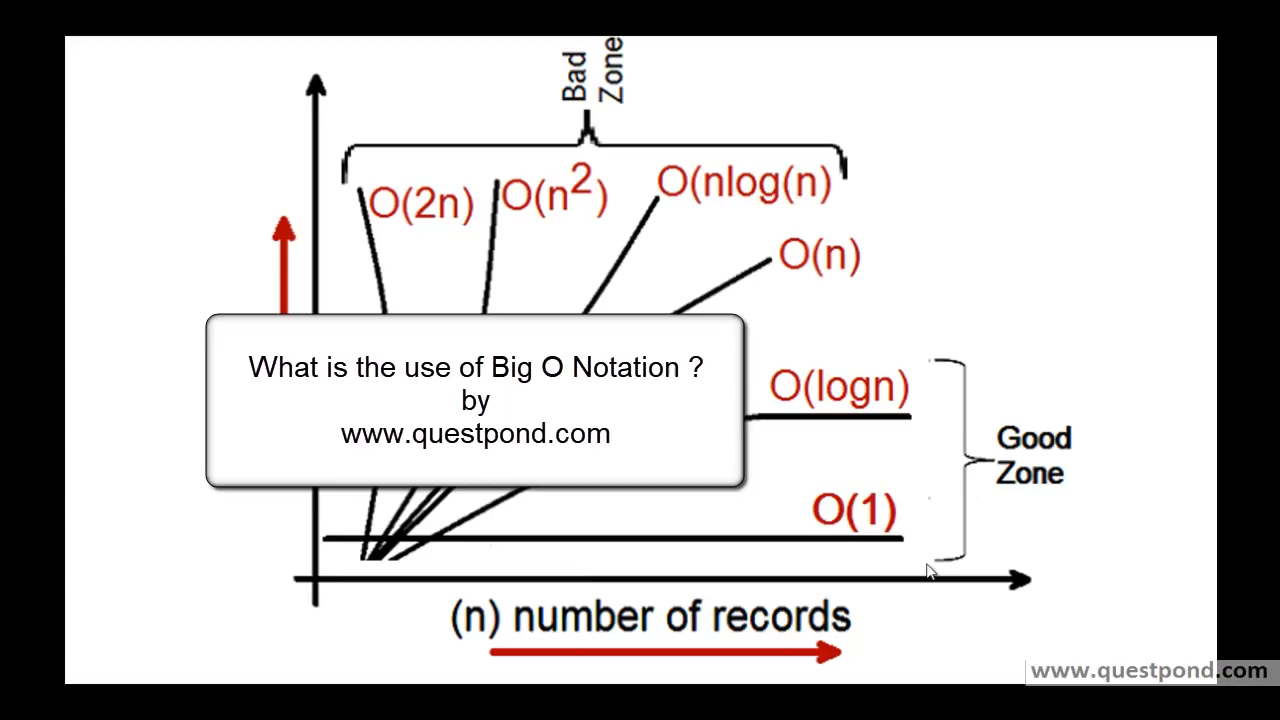 Bad
Zone
O(2n)
O(n²)
O(nlog(n)
O(n)
What is the use of Big O Notation ?
by
www.questpond.com
O(logn)
Good
Zone
O(1)
(n) number of records
www.questpond.com